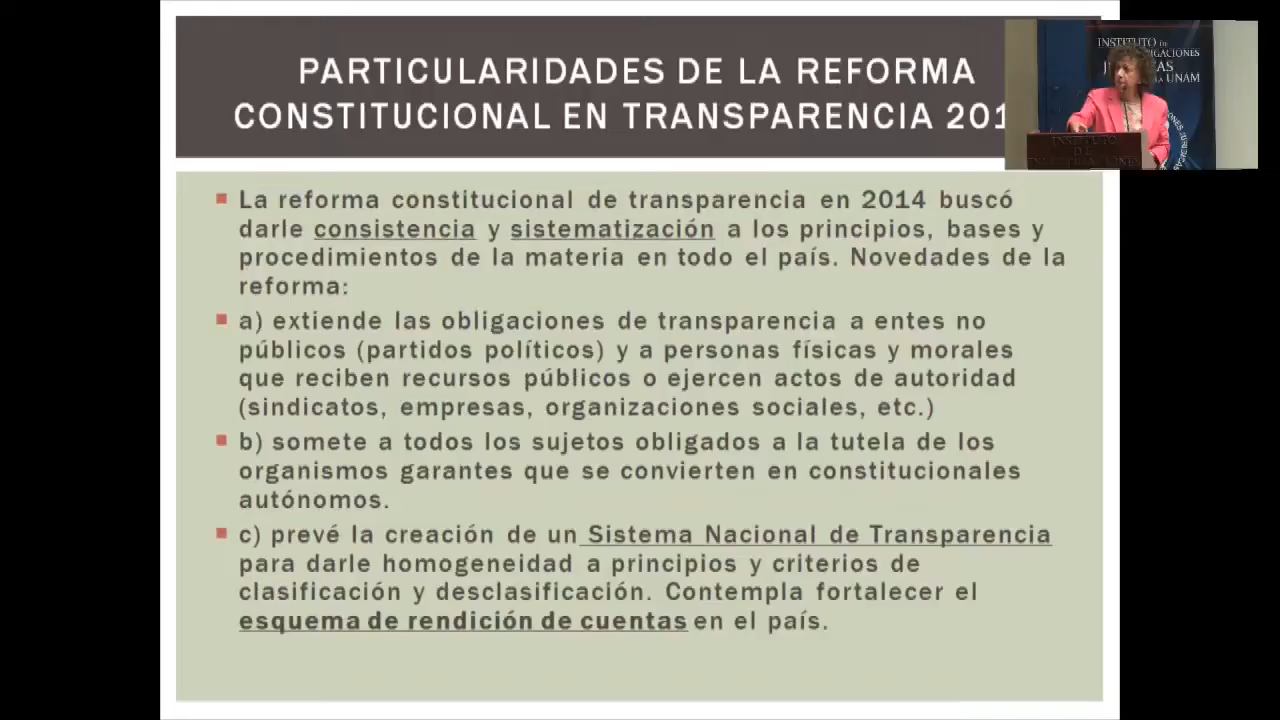 PARTICULARIDADES DE LA REFORMA
CONSTITUCIONAL EN TRANSPARENCIA 201
La reforma constitucional de transparencia en 2014 buscó
darle consistencia y sistematización a los principios, bases y
procedimientos de la materia en todo el país. Novedades de la
reforma:
a) extiende las obligaciones de transparencia a entes no
públicos (partidos políticos) y a personas físicas y morales
que reciben recursos públicos o ejercen actos de autoridad
(sindicatos, empresas, organizaciones sociales, etc.)
b) somete a todos los sujetos obligados a la tutela de los
organismos garantes que se convierten en constitucionales
autónomos.
c) prevé la creación de un Sistema Nacional de Transparencia
para darle homogeneidad a principios y criterios de
clasificación y desclasificación. Contempla fortalecer el
esquema de rendición de cuentas en el país.
INSTITUTO DE
UNAM
INSTITUTO
DE